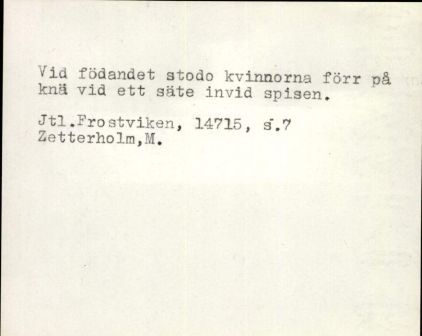 Vid födandet stodo kvinnorna förr på
knä vid ett säte invid spisen.
Jtl.Frostviken, 14715, s.7
Zetterholm,M.